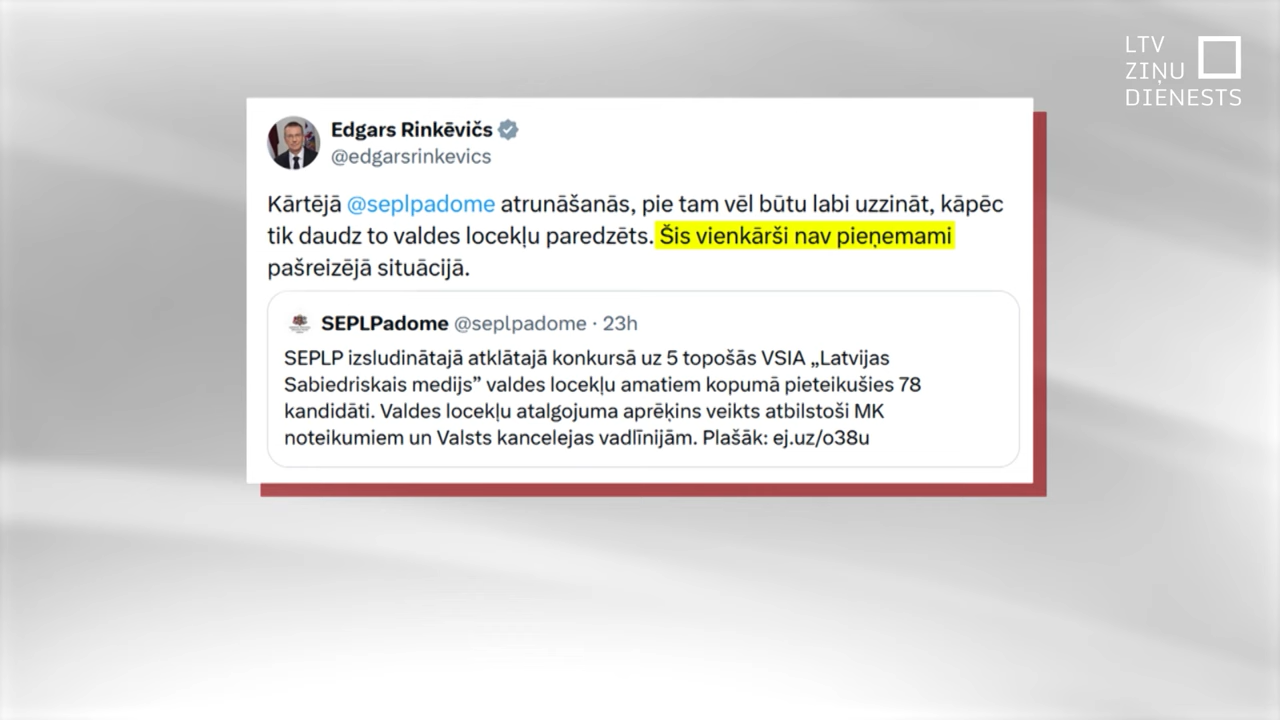 LTV
ZIŅU
DIENESTS
Edgars Rinkēvičs
@edgarsrinkevics
Kārtējā @seplpadome atrunāšanās, pie tam vēl būtu labi uzzināt, kāpēc
tik daudz to valdes locekļu paredzēts. Šis vienkārši nav pieņemami
pašreizējā situācijā.
SEPLPadome @seplpadome · 23h
SEPLP izsludinātajā atklātajā konkursā uz 5 topošās VSIA „Latvijas
Sabiedriskais medijs” valdes locekļu amatiem kopumā pieteikušies 78
kandidāti. Valdes locekļu atalgojuma aprēķins veikts atbilstoši MK
noteikumiem un Valsts kancelejas vadlīnijām. Plašāk: ej.uz/o38u